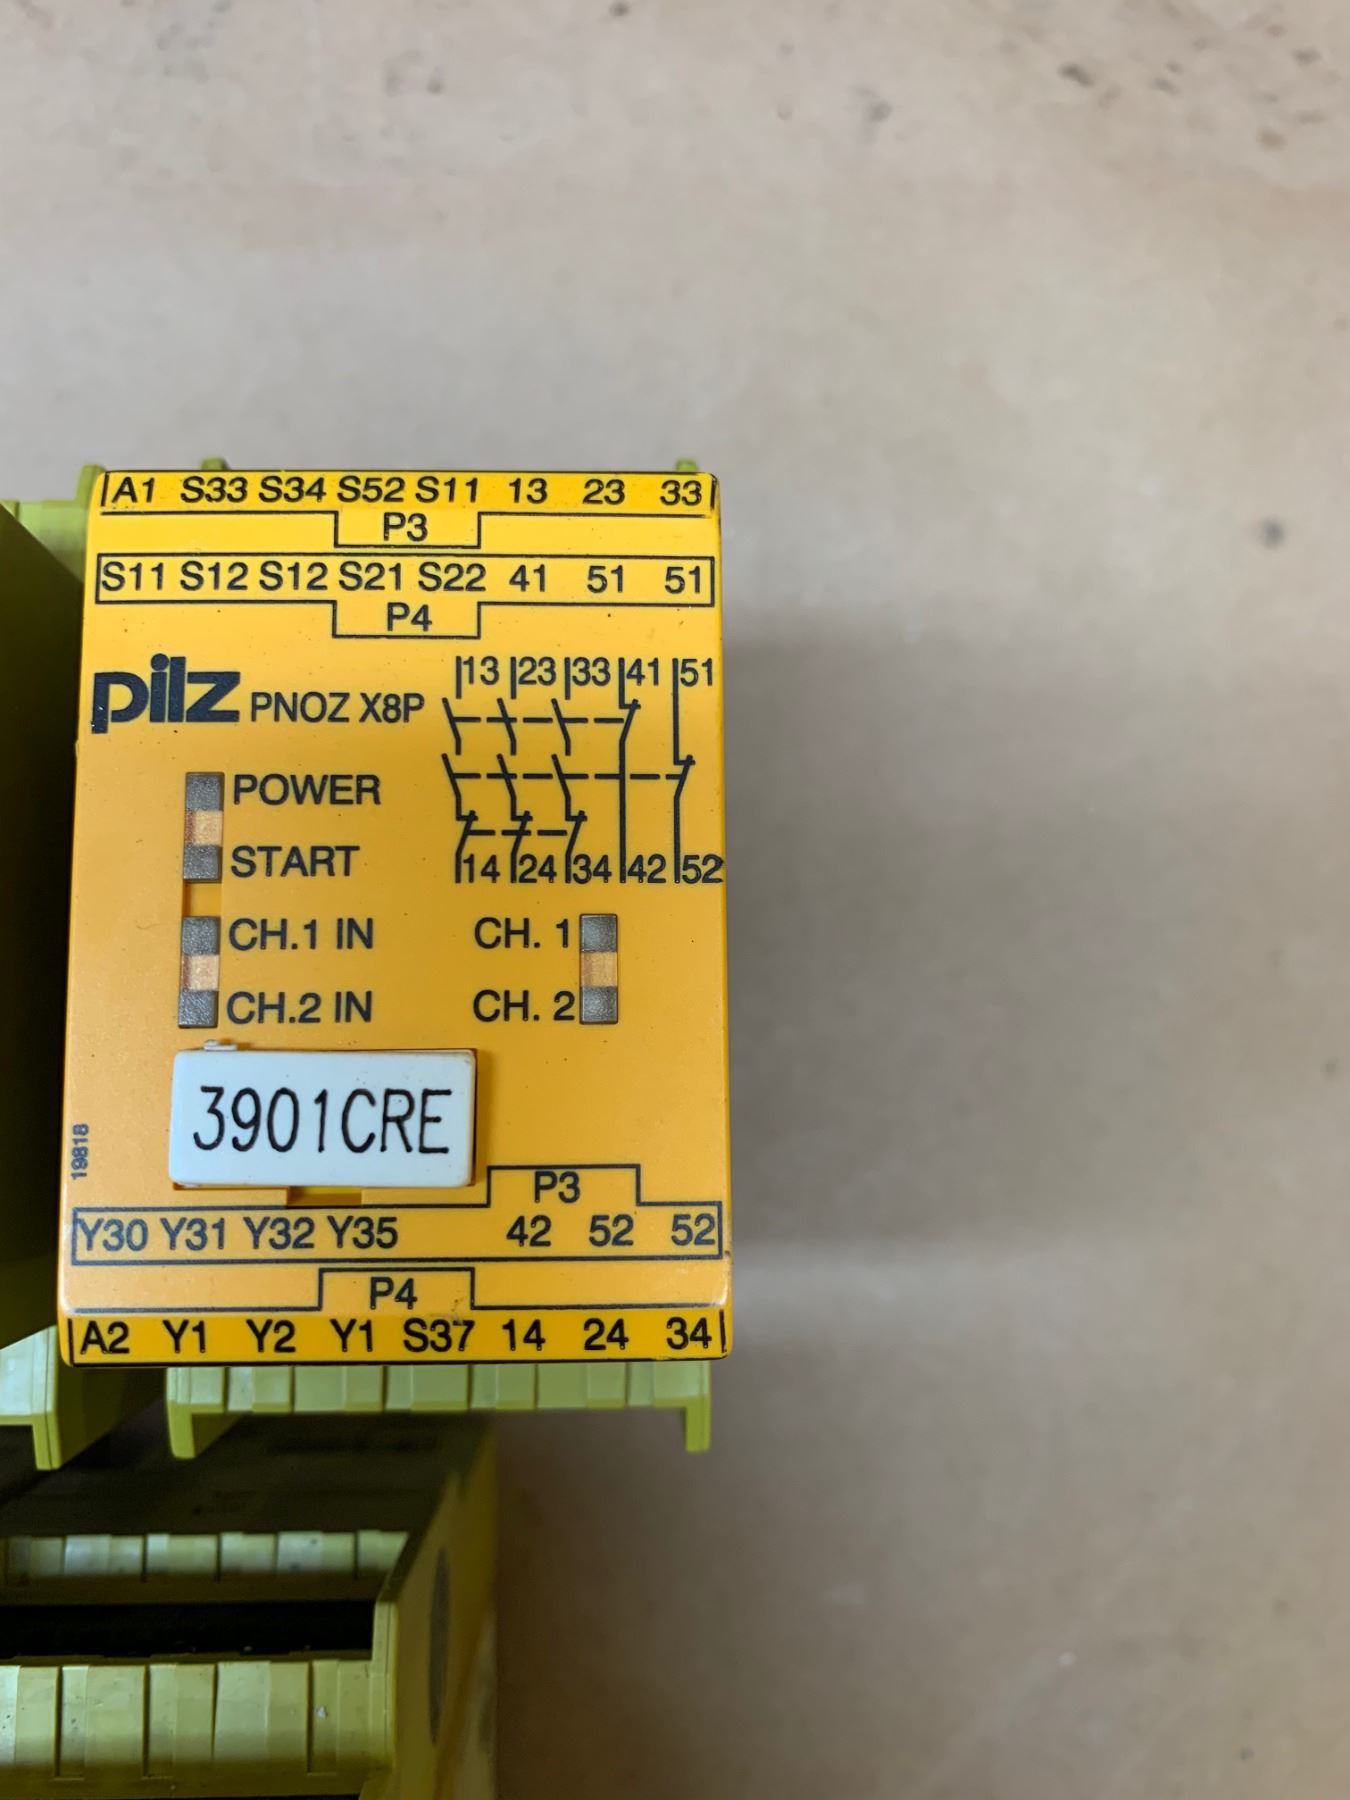 A1 S33 S34 S52 S11 13 23 33
P3
S11 S12 S12 S21 S22 41 51 51
P4
pilz PNOZ X8P
13 23 33 41 51
14 24 34 42 52
POWER
START
CH.1 IN
CH.2 IN
CH. 1
CH. 2
3901CRE
19818
P3
Y30 Y31 Y32 Y35 42 52 52
P4
A2 Y1 Y2 Y1 S37 14 24 34